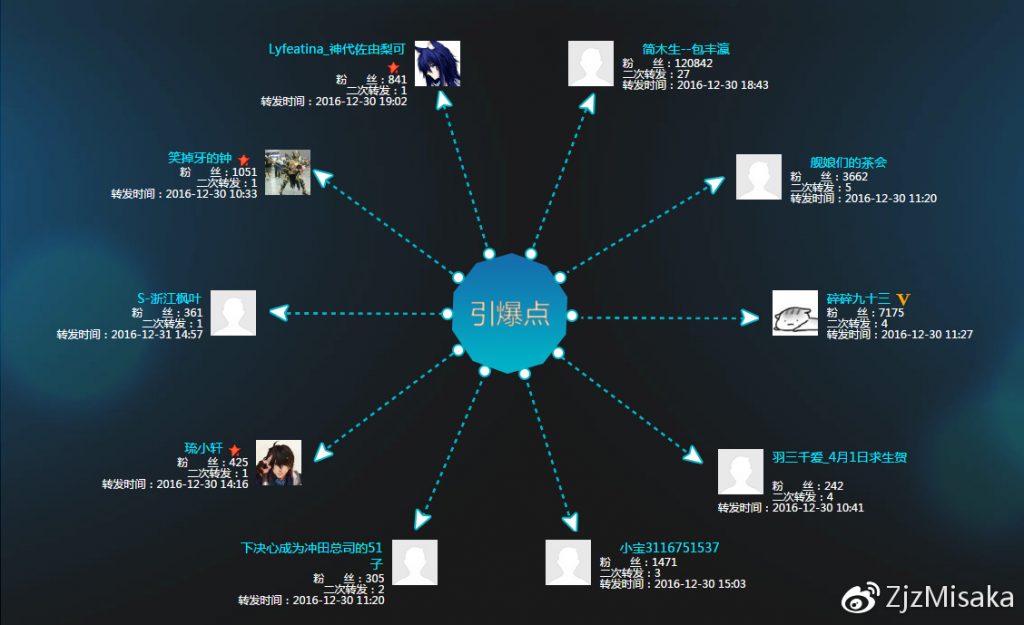 Lyfeatina_神代佐由梨可
粉 丝：841
二次转发：1
转发时间：2016-12-30 19:02
筒木生--包丰瀛
粉 丝：120842
二次转发：27
转发时间：2016-12-30 18:43
笑掉牙的钟
粉 丝：1051
二次转发：1
转发时间：2016-12-30 10:33
舰娘们的茶会
粉 丝：3662
二次转发：5
转发时间：2016-12-30 11:20
S-浙江枫叶
粉 丝：361
二次转发：1
转发时间：2016-12-31 14:57
引爆点
碎碎九十三 V
粉 丝：7175
二次转发：4
转发时间：2016-12-30 11:27
琉小轩
粉 丝：425
二次转发：1
转发时间：2016-12-30 14:16
羽三千爱_4月1日求生贺
粉 丝：242
二次转发：4
转发时间：2016-12-30 10:41
下决心成为冲田总司的51
子
粉 丝：305
二次转发：2
转发时间：2016-12-30 11:20
小宝3116751537
粉 丝：1471
二次转发：3
转发时间：2016-12-30 15:03
ZjzMisaka